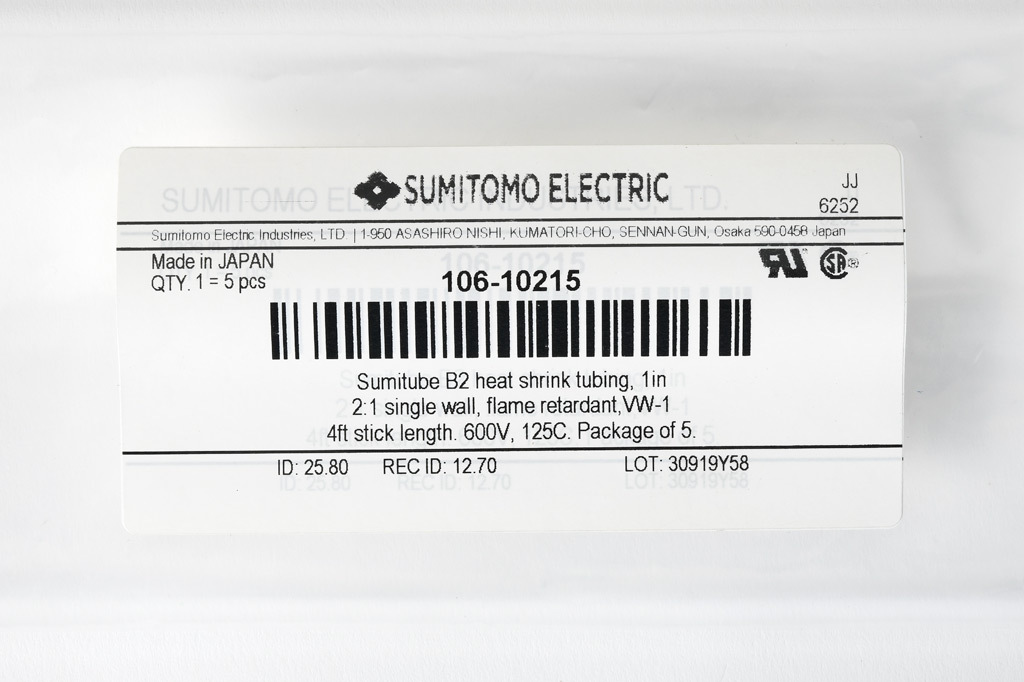 SUMITOMO ELECTRIC
JJ
6252
Sumitomo Electric Industries, LTD. | 1-950 ASASHIRO NISHI, KUMATORI-CHO, SENNAN-GUN, Osaka 590-0458 Japan
Made in JAPAN
QTY. 1 = 5 pcs
106-10215
Sumitube B2 heat shrink tubing, 1in
2:1 single wall, flame retardant,VW-1
4ft stick length. 600V, 125C. Package of 5.
ID: 25.80 REC ID: 12.70 LOT: 30919Y58